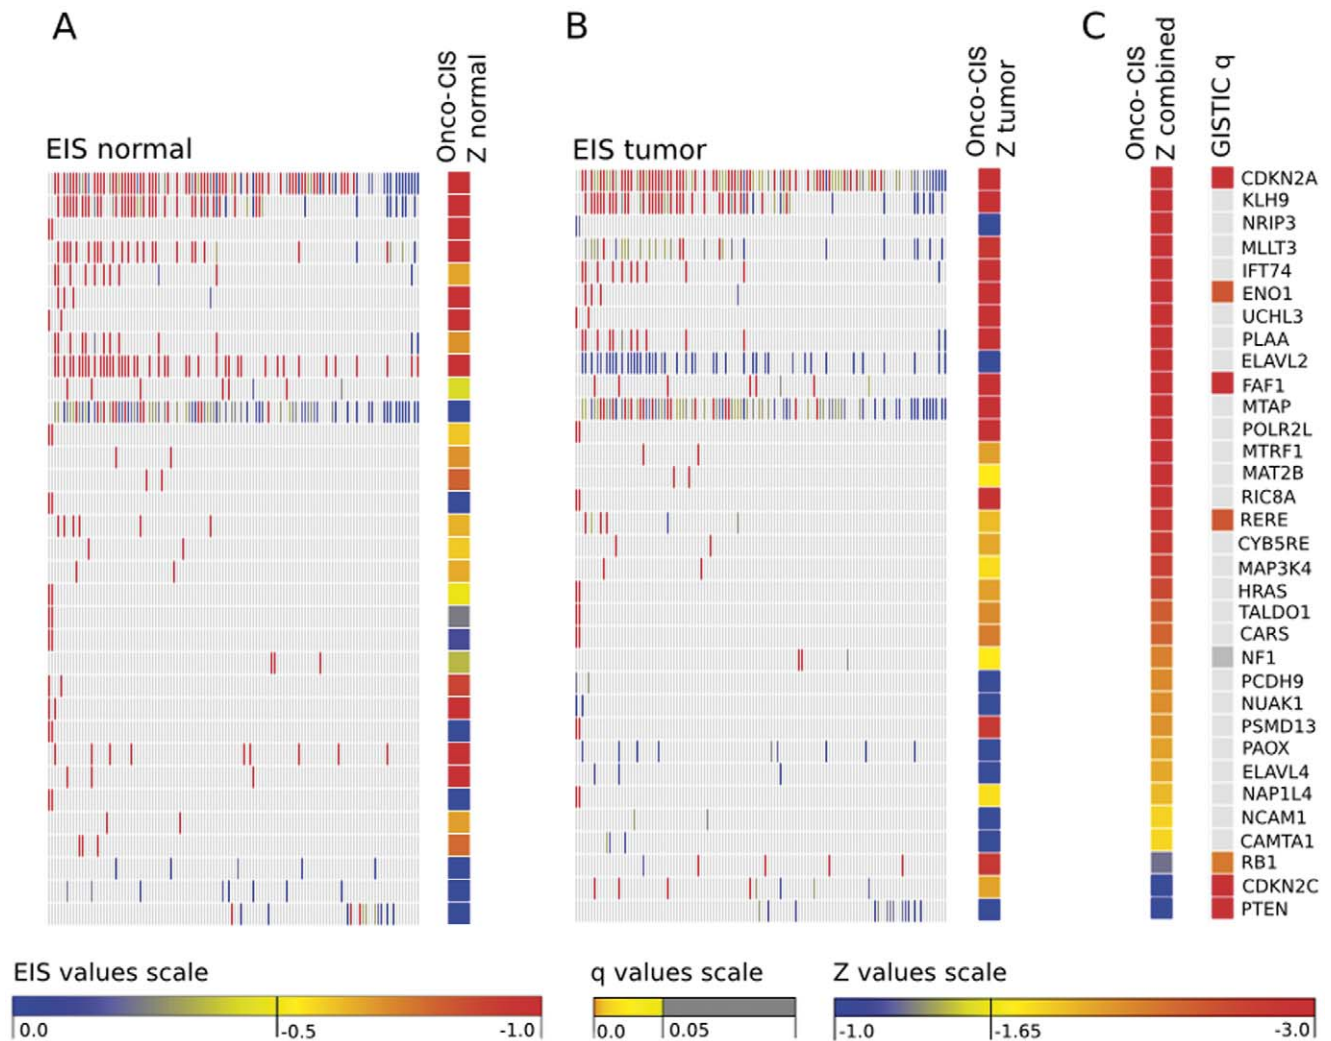 A
B
C
Onco-CIS
Z normal
Onco-CIS
Z tumor
Onco- CIS
Z combined
GISTIC q
EIS normal
EIS tumor
CDKN2A
KLH9
NRIP3
MLLT3
IFT74
ENO1
UCHL3
PLAA
ELAVL2
FAF1
MTAP
POLR2L
MTRF1
MAT2B
RIC8A
RERE
CYB5RE
MAP3K4
HRAS
TALDO1
CARS
NF1
PCDH9
NUAK1
PSMD13
PAOX
ELAVL4
NAP1L4
NCAM1
CAMTA1
RB1
CDKN2C
PTEN
EIS values scale
0.0
-0.5
-1.0
q values scale
0.0
0.05
Z values scale
-1.0
-1.65
-3.0